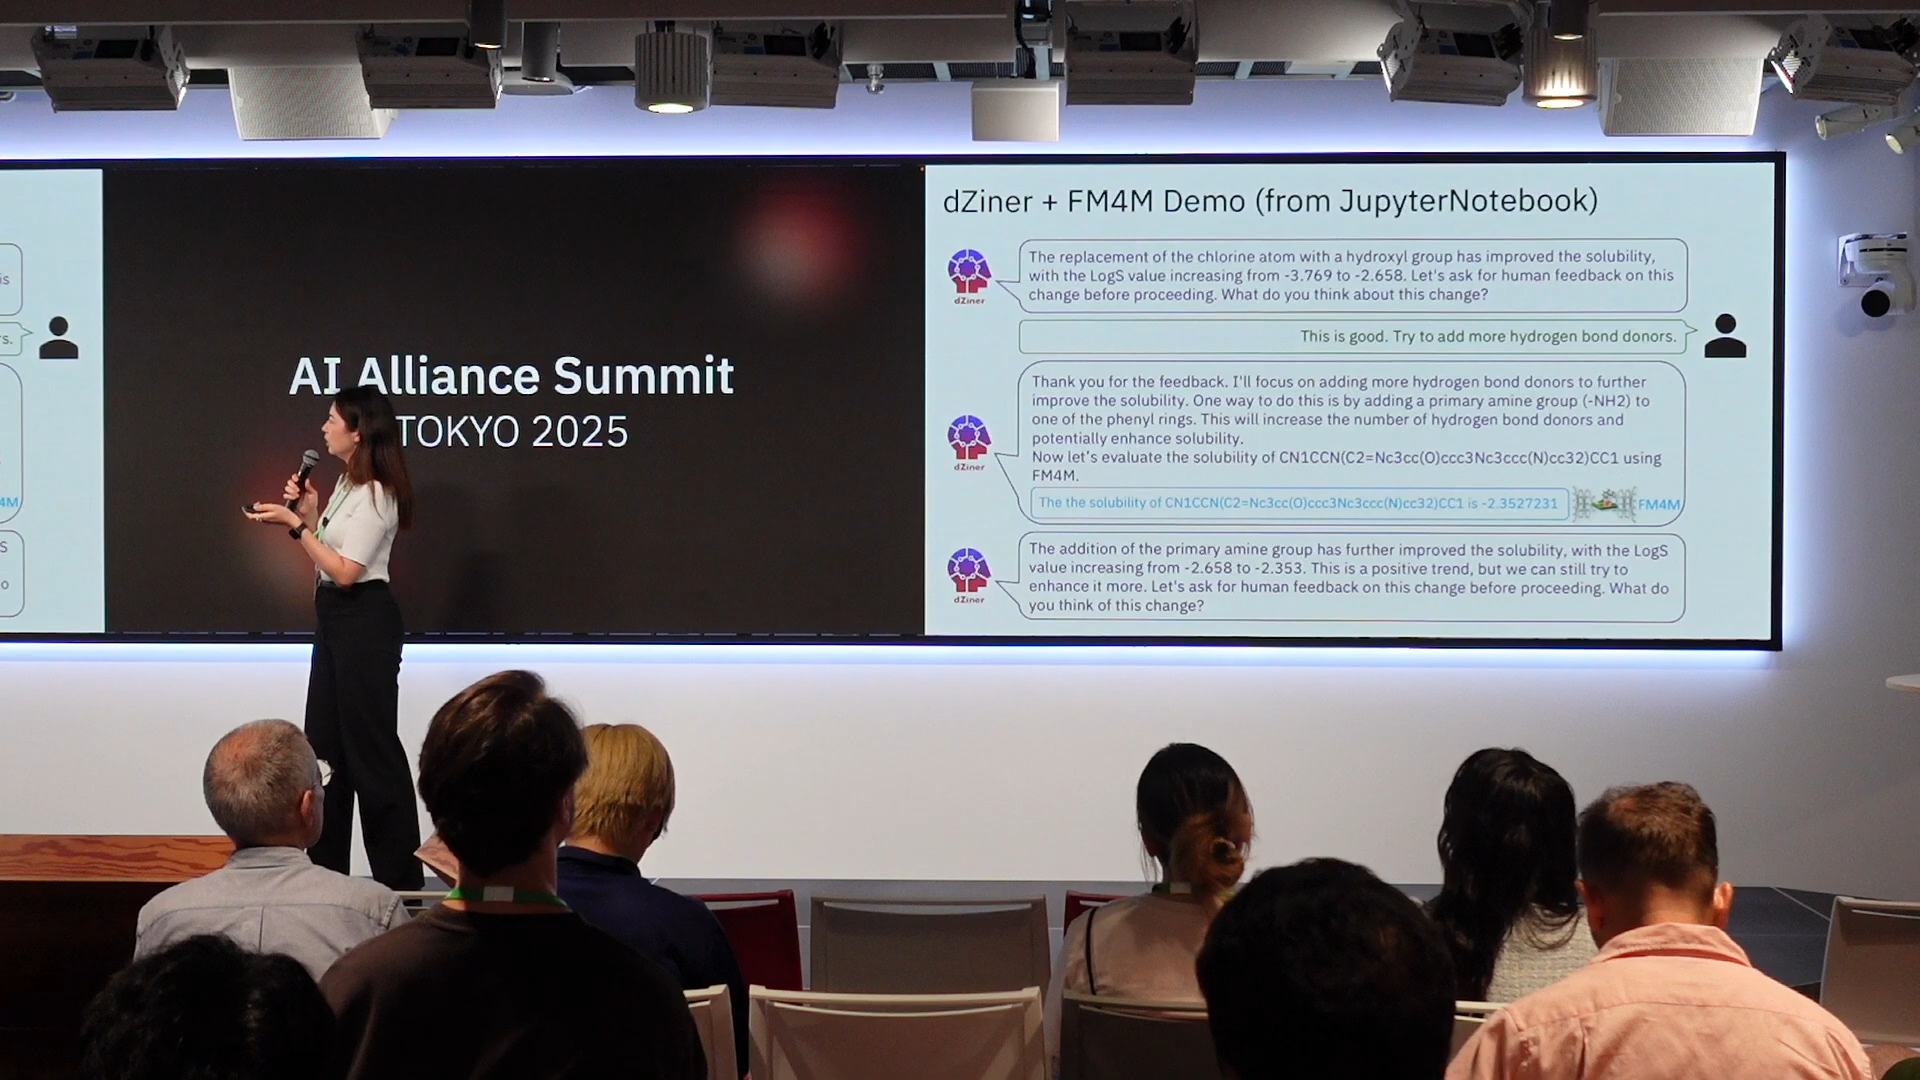 is
rs.
4M
S
o
AI Alliance Summit
TOKYO 2025
dZiner + FM4M Demo (from JupyterNotebook)
dZiner
The replacement of the chlorine atom with a hydroxyl group has improved the solubility,
with the LogS value increasing from -3.769 to -2.658. Let's ask for human feedback on this
change before proceeding. What do you think about this change?
This is good. Try to add more hydrogen bond donors.
dZiner
Thank you for the feedback. I'll focus on adding more hydrogen bond donors to further
improve the solubility. One way to do this is by adding a primary amine group (-NH2) to
one of the phenyl rings. This will increase the number of hydrogen bond donors and
potentially enhance solubility.
Now let's evaluate the solubility of CN1CCN(C2=Nc3cc(O)ccc3Nc3ccc(N)cc32)CC1 using
FM4M.
The the solubility of CN1CCN(C2=Nc3cc(O)ccc3Nc3ccc(N)cc32)CC1 is -2.3527231
FM4M
dZiner
The addition of the primary amine group has further improved the solubility, with the LogS
value increasing from -2.658 to -2.353. This is a positive trend, but we can still try to
enhance it more. Let's ask for human feedback on this change before proceeding. What do
you think of this change?